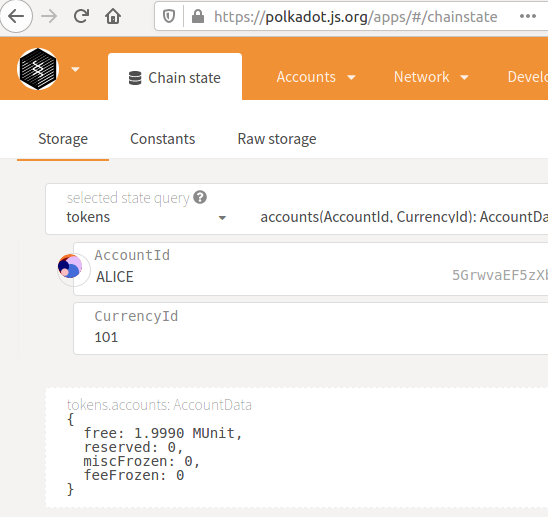 https://polkadot.js.org/apps/#/chainstate
Chain state
Accounts
Network
Develo
Storage
Constants
Raw storage
selected state query
tokens
accounts(AccountId, CurrencyId): AccountDa
AccountId
ALICE
5GrwvaEF5zXb
CurrencyId
101
tokens.accounts: AccountData
{
free: 1.9990 MUnit,
reserved: 0,
miscFrozen: 0,
feeFrozen: 0
}